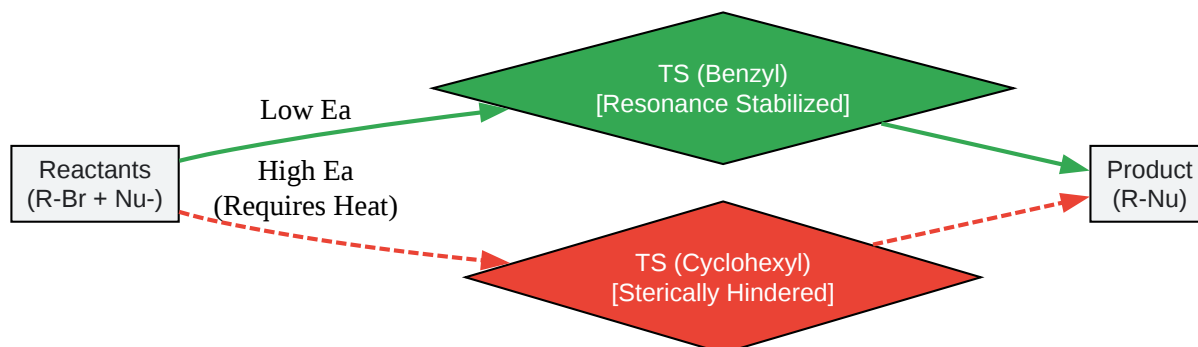 Reactants
(R-Br + Nu-)
Low Ea
High Ea
(Requires Heat)
TS (Benzyl)
[Resonance Stabilized]
TS (Cyclohexyl)
[Sterically Hindered]
Product
(R-Nu)